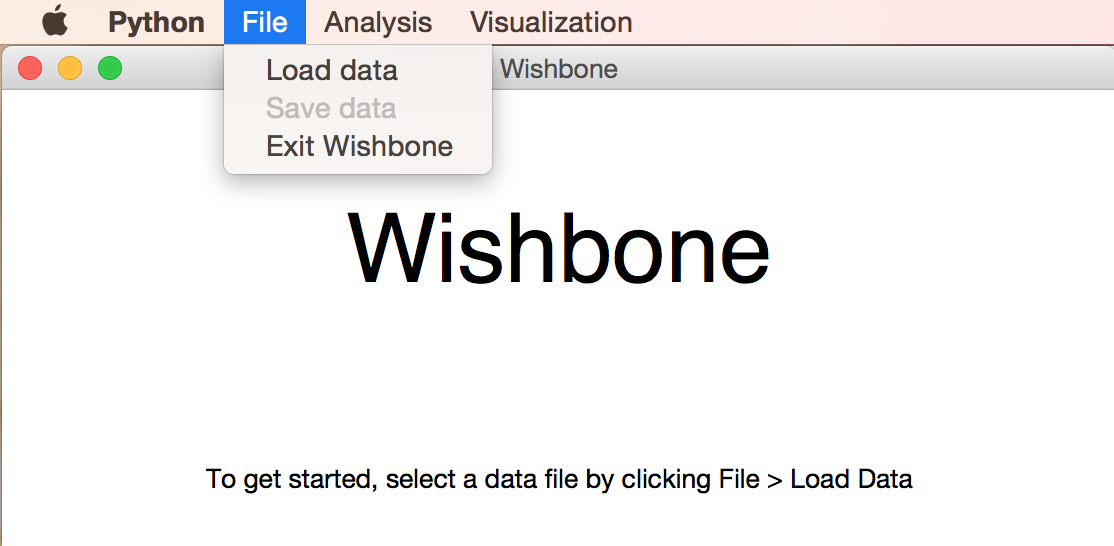 Python File Analysis Visualization
Wishbone
Load data
Save data
Exit Wishbone
Wishbone
To get started, select a data file by clicking File > Load Data